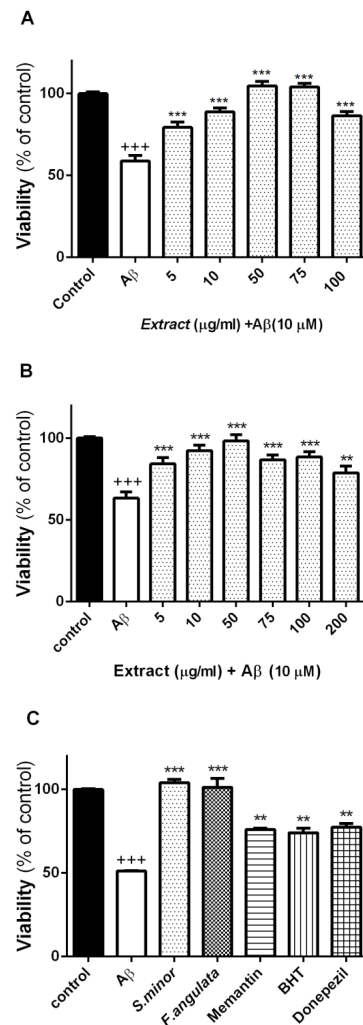 A
Viability (% of control)
100
50
0
+++
***
***
***
***
***
Control
Aβ
5
10
50
75
100
Extract (μg/ml) +Aβ(10 μM)
B
Viability (% of control)
100
50
0
+++
***
***
***
***
***
**
control
Aβ
5
10
50
75
100
200
Extract (μg/ml) + Aβ (10 μM)
C
Viability (% of control)
100
50
0
+++
***
***
**
**
**
control
Aβ
S.minor
F.angulata
Memantin
BHT
Donepezil